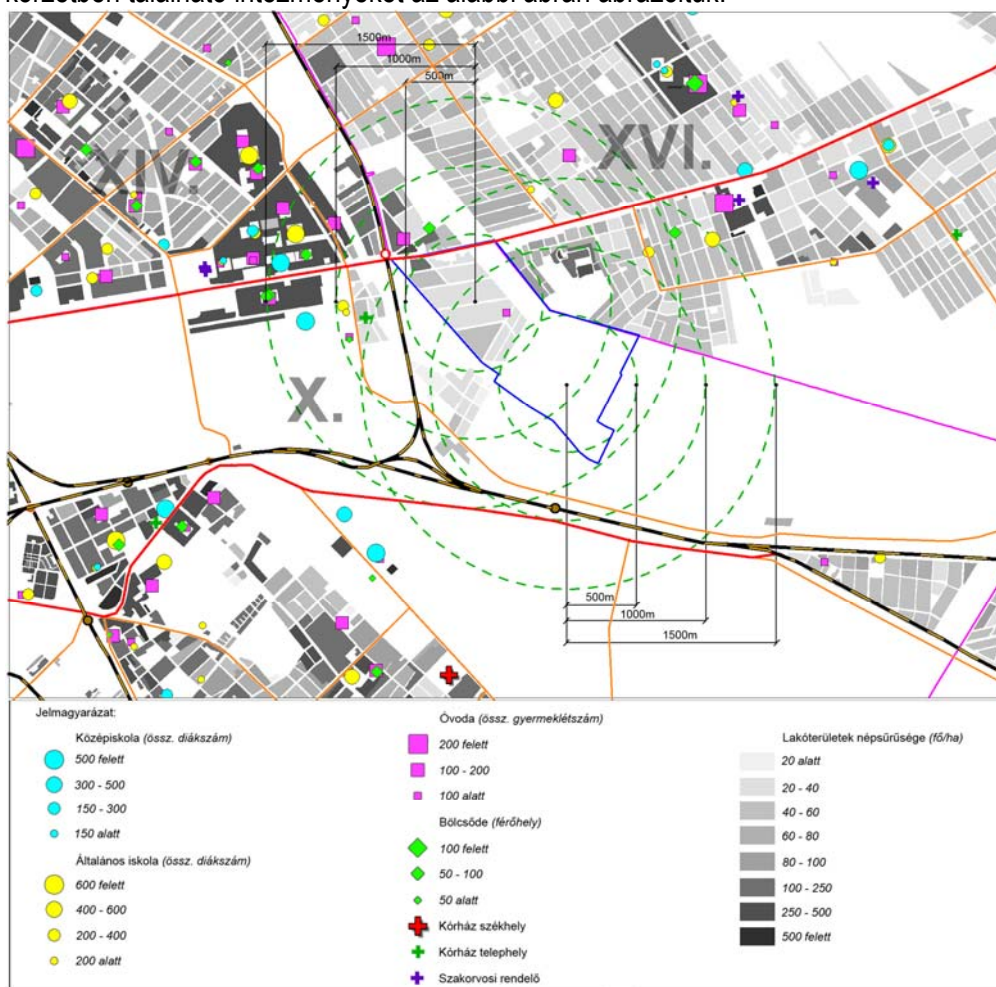 körzetben található intézményeket az alábbi ábrán ábrázoltuk.
1500m
1000m
500m
XIV.
XVI.
X.
500m
1000m
1500m
Jelmagyarázat:
Középiskola (össz. diákszám)
500 felett
300 - 500
150 - 300
150 alatt
Általános iskola (össz. diákszám)
600 felett
400 - 600
200 - 400
200 alatt
Óvoda (össz. gyermeklétszám)
200 felett
100 - 200
100 alatt
Bölcsőde (férőhely)
100 felett
50 - 100
50 alatt
Kórház székhely
Kórház telephely
Szakorvosi rendelő
Lakóterületek népsűrűsége (fő/ha)
20 alatt
20 - 40
40 - 60
60 - 80
80 - 100
100 - 250
250 - 500
500 felett